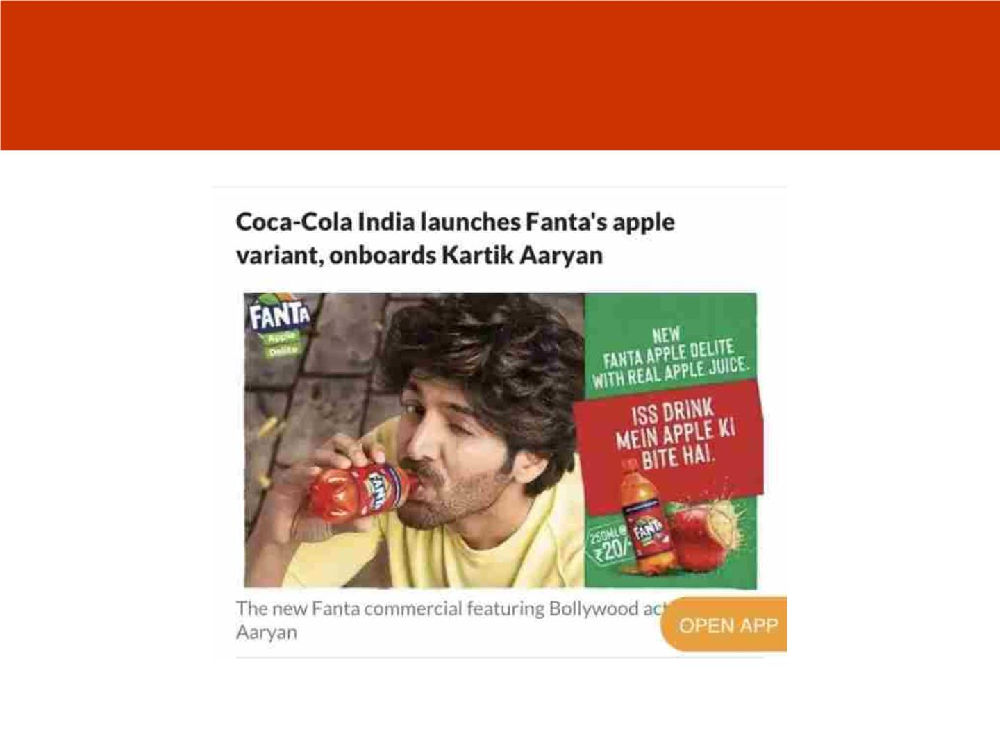 Coca-Cola India launches Fanta's apple
variant, onboards Kartik Aaryan
FANTA
Apple
Delite
NEW
FANTA APPLE DELITE
WITH REAL APPLE JUICE.
ISS DRINK
MEIN APPLE KI
BITE HAI.
FANTA
FANTA
250ML@
₹20/-
The new Fanta commercial featuring Bollywood act
Aaryan
OPEN APP